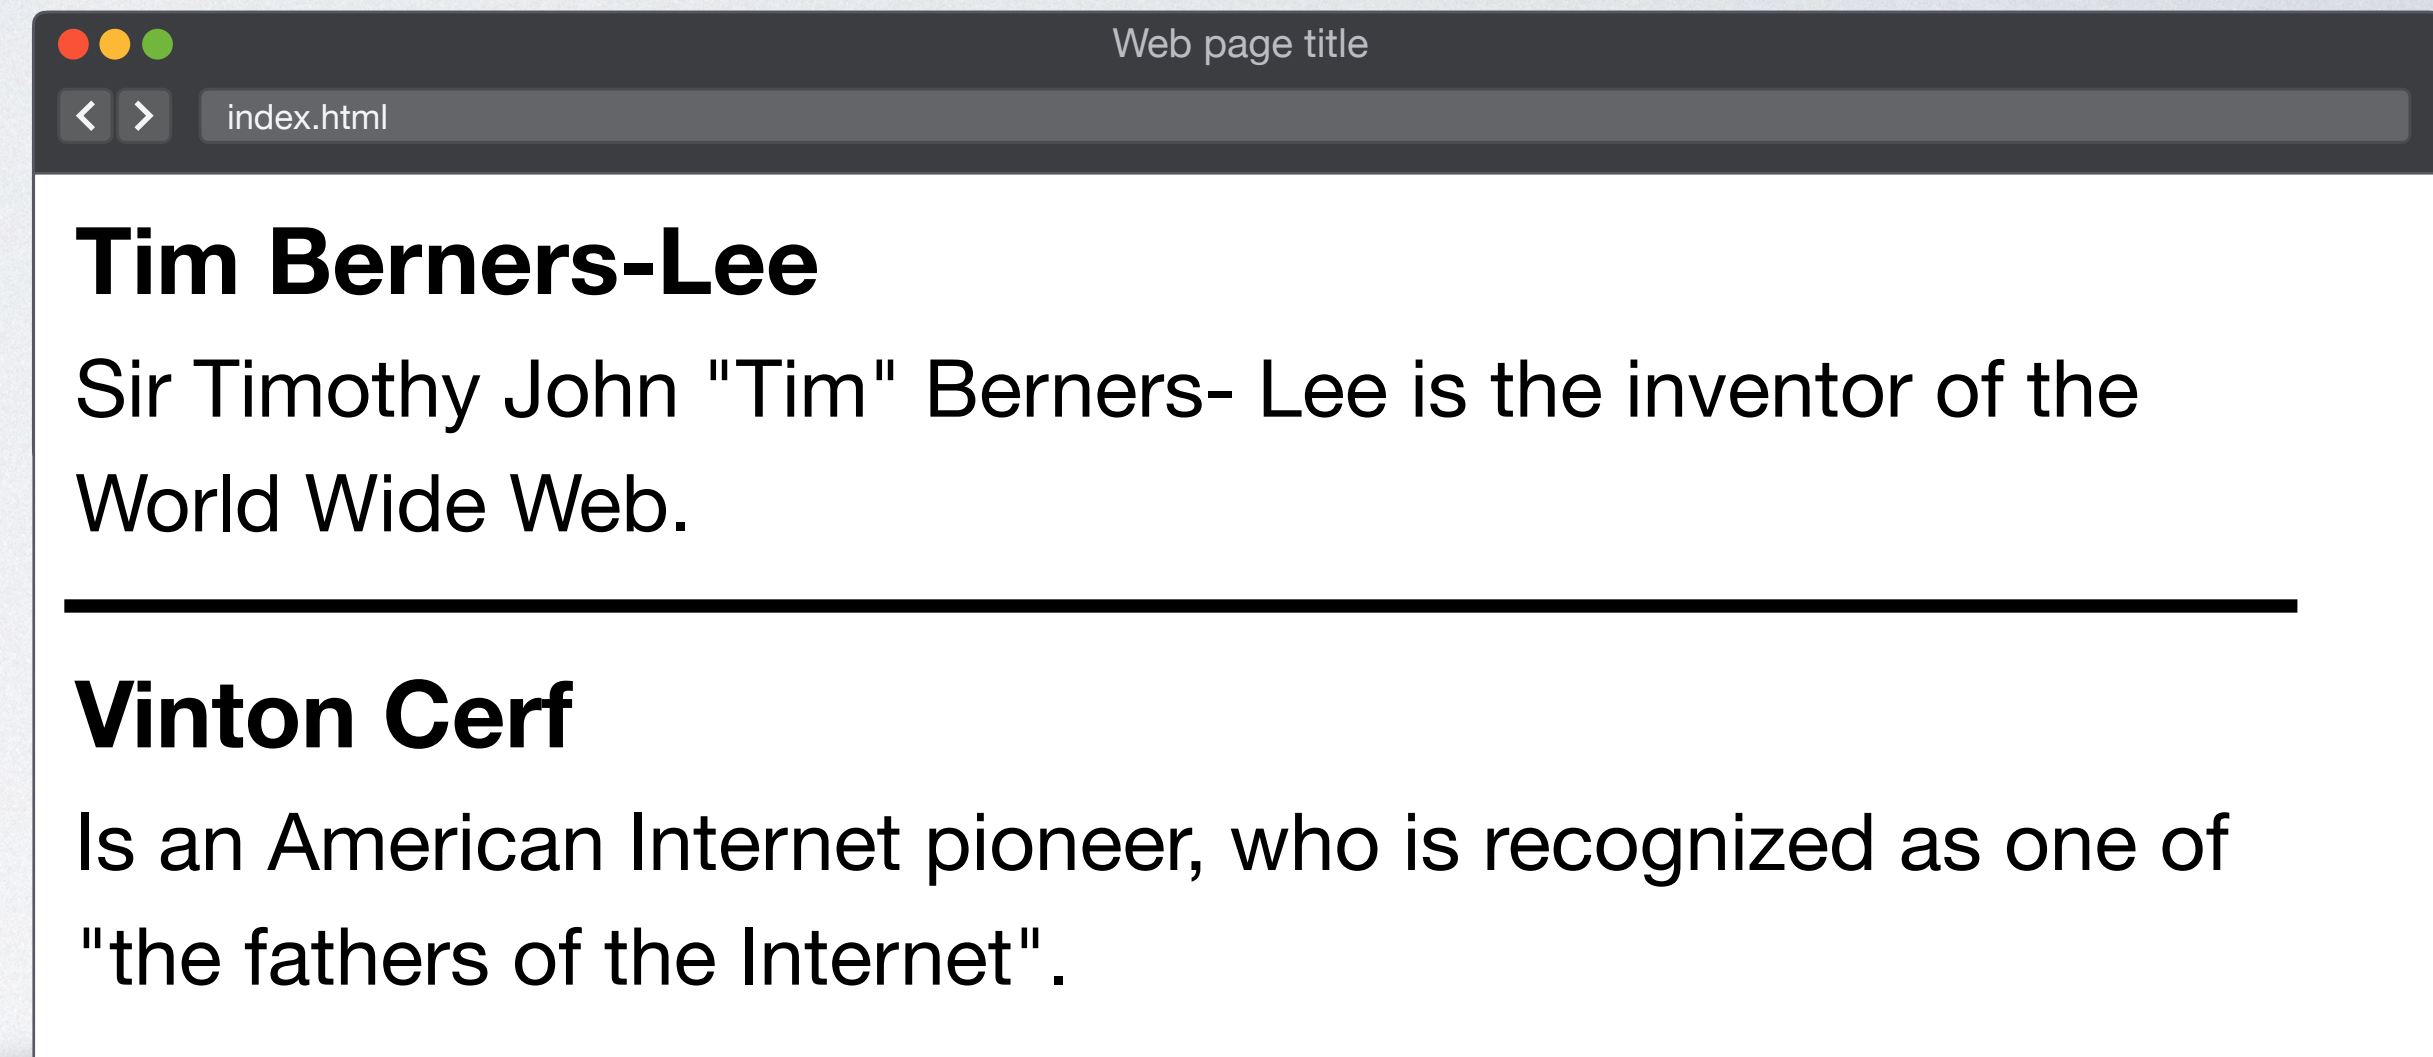 Web page title
index.html
Tim Berners-Lee
Sir Timothy John "Tim" Berners- Lee is the inventor of the
World Wide Web.
Vinton Cerf
Is an American Internet pioneer, who is recognized as one of
"the fathers of the Internet".